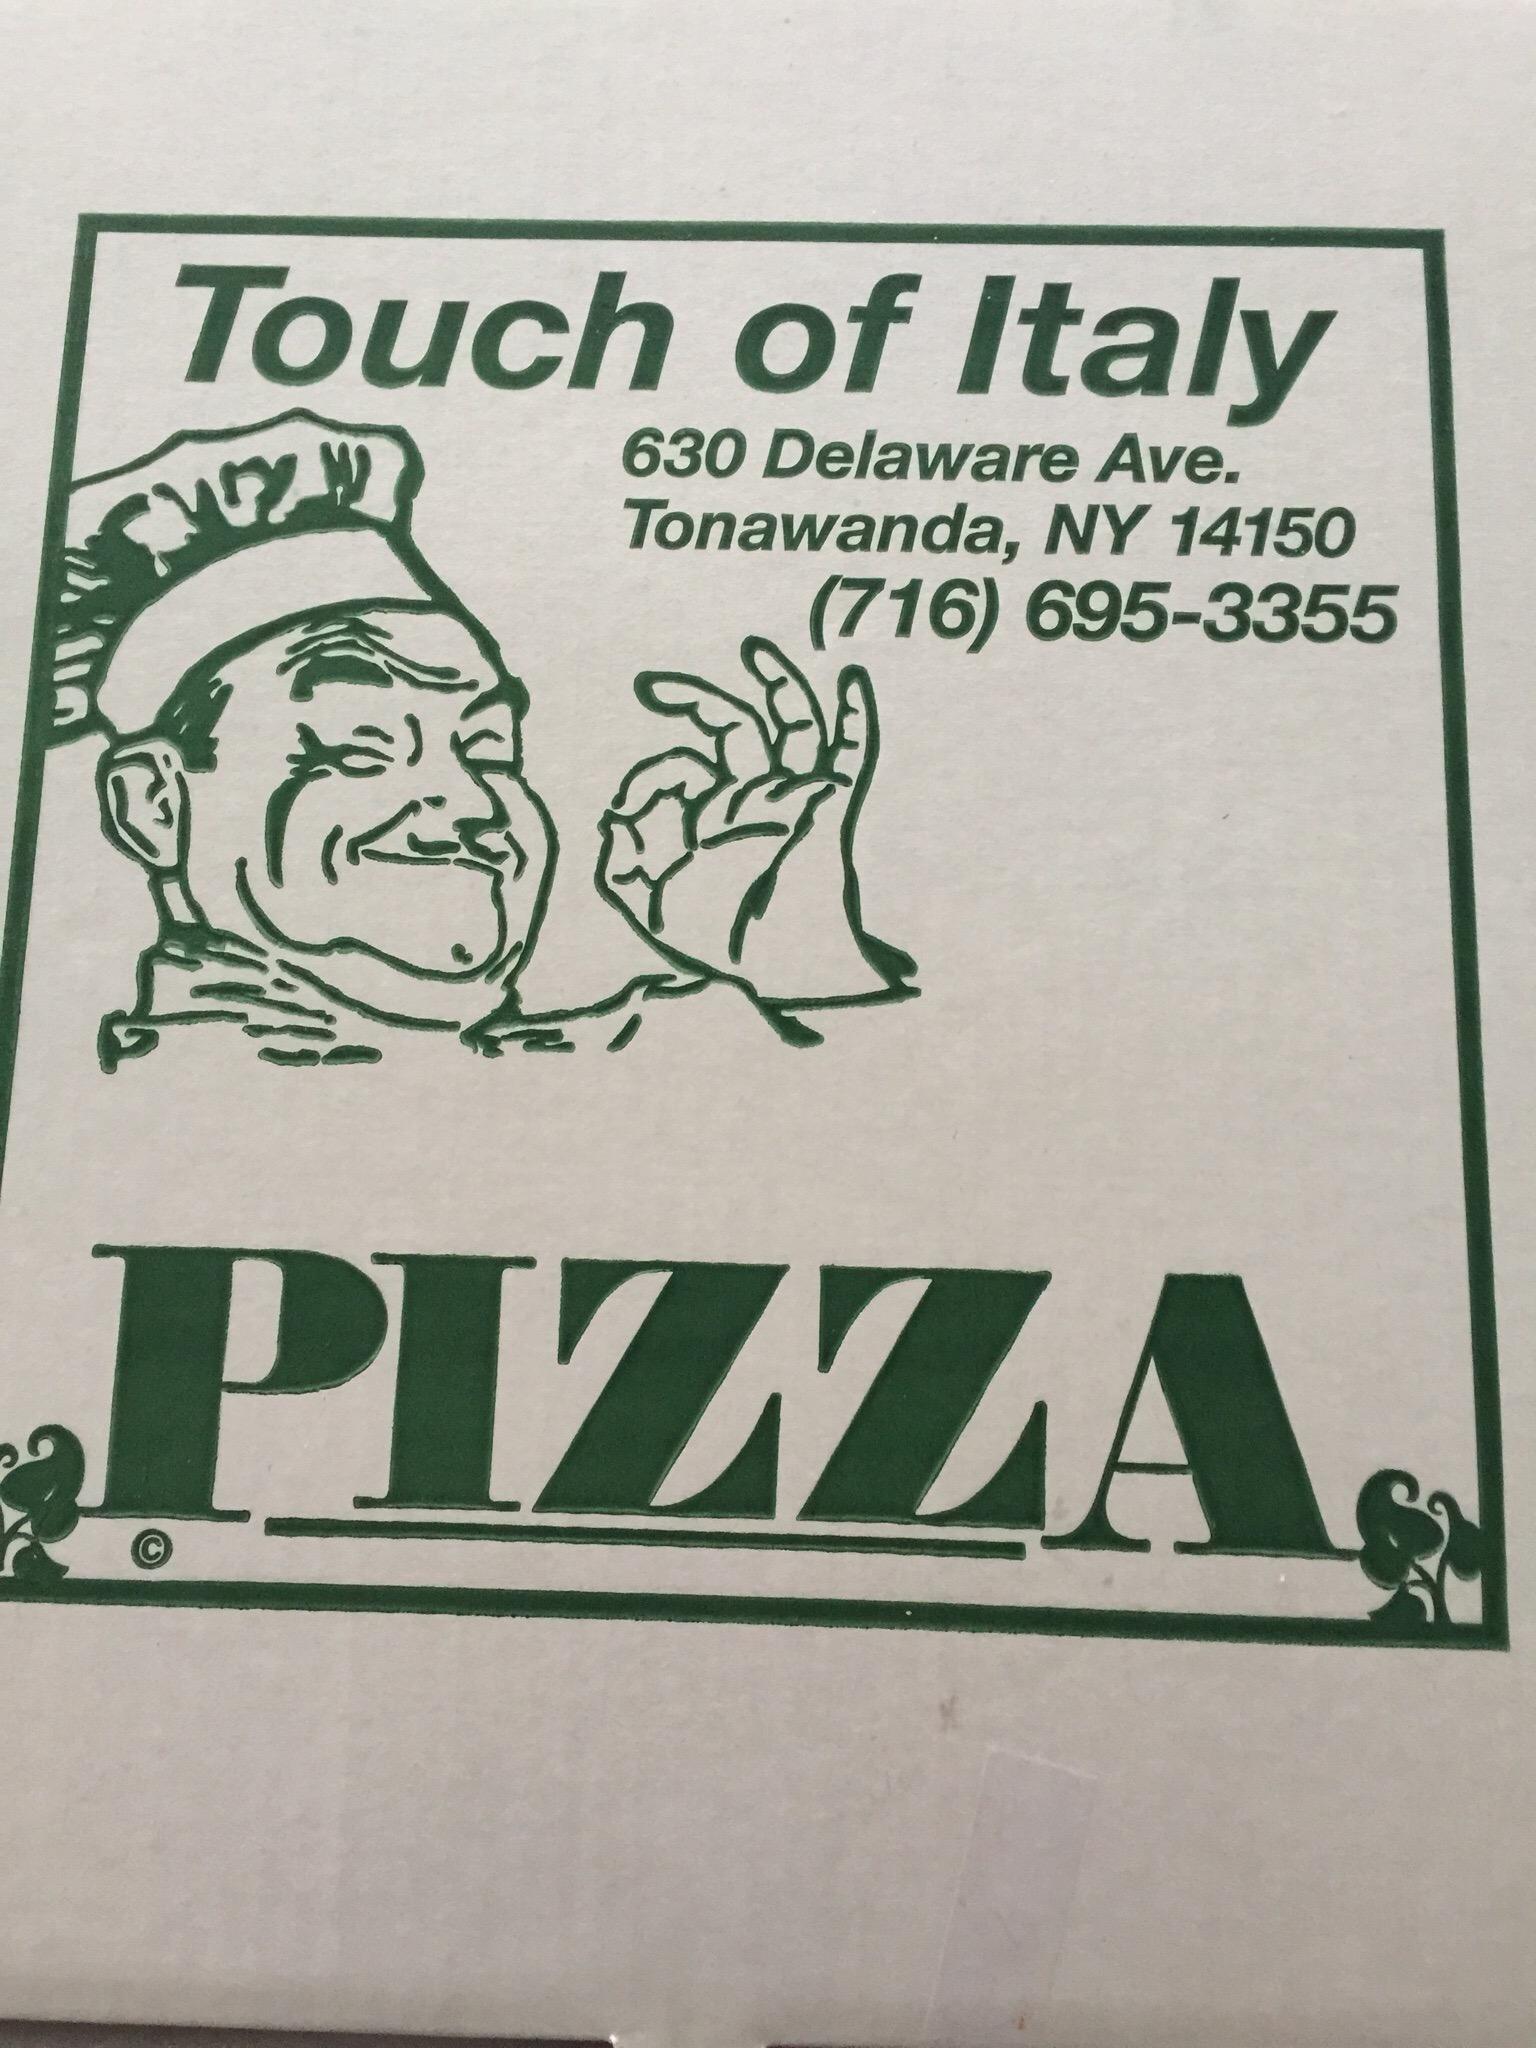 Touch of Italy
630 Delaware Ave.
Tonawanda, NY 14150
(716) 695-3355
PIZZA
©